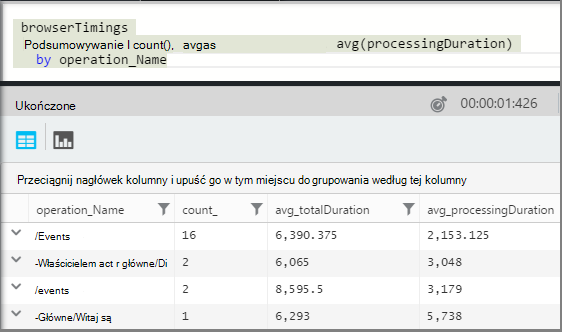 browserTimings
Podsumowywanie I count(), avgas avg(processingDuration)
by operation_Name
Ukończone 00:00:01:426
Przeciągnij nagłówek kolumny i upuść go w tym miejscu do grupowania według tej kolumny
operation_Name count_ avg_totalDuration avg_processingDuration
/Events 16 6,390.375 2,153.125
-Właścicielem act r główne/Di 2 6,065 3,048
/events 2 8,595.5 3,179
-Główne/Witaj są 1 6,293 5,738